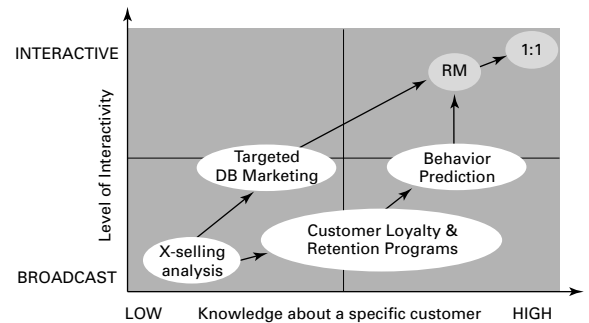 INTERACTIVE
1:1
RM
Level of Interactivity
Targeted
DB Marketing
Behavior
Prediction
Customer Loyalty &
Retention Programs
X-selling
analysis
BROADCAST
LOW
Knowledge about a specific customer
HIGH